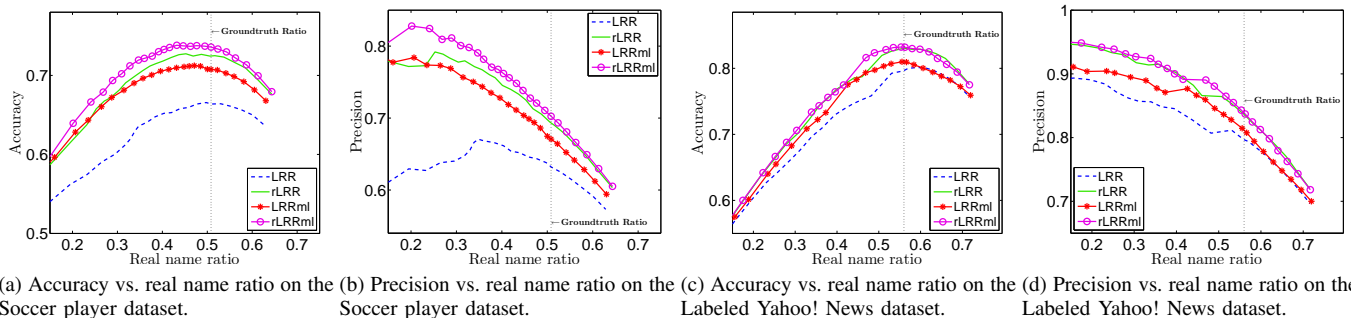 0.7
0.6
0.5
Accuracy
0.2 0.3 0.4 0.5 0.6 0.7
Real name ratio
Groundtruth Ratio
LRR
rLRR
LRRml
rLRRml
0.8
0.7
0.6
Precision
0.2 0.3 0.4 0.5 0.6 0.7
Real name ratio
LRR
rLRR
LRRml
rLRRml
Groundtruth Ratio
0.8
0.7
0.6
Accuracy
0.2 0.3 0.4 0.5 0.6 0.7
Real name ratio
Groundtruth Ratio
LRR
rLRR
LRRml
rLRRml
1
0.9
0.8
0.7
Precision
0.2 0.3 0.4 0.5 0.6 0.7
Real name ratio
Groundtruth Ratio
LRR
rLRR
LRRml
rLRRml
(a) Accuracy vs. real name ratio on the
Soccer player dataset.
(b) Precision vs. real name ratio on the
Soccer player dataset.
(c) Accuracy vs. real name ratio on the
Labeled Yahoo! News dataset.
(d) Precision vs. real name ratio on the
Labeled Yahoo! News dataset.